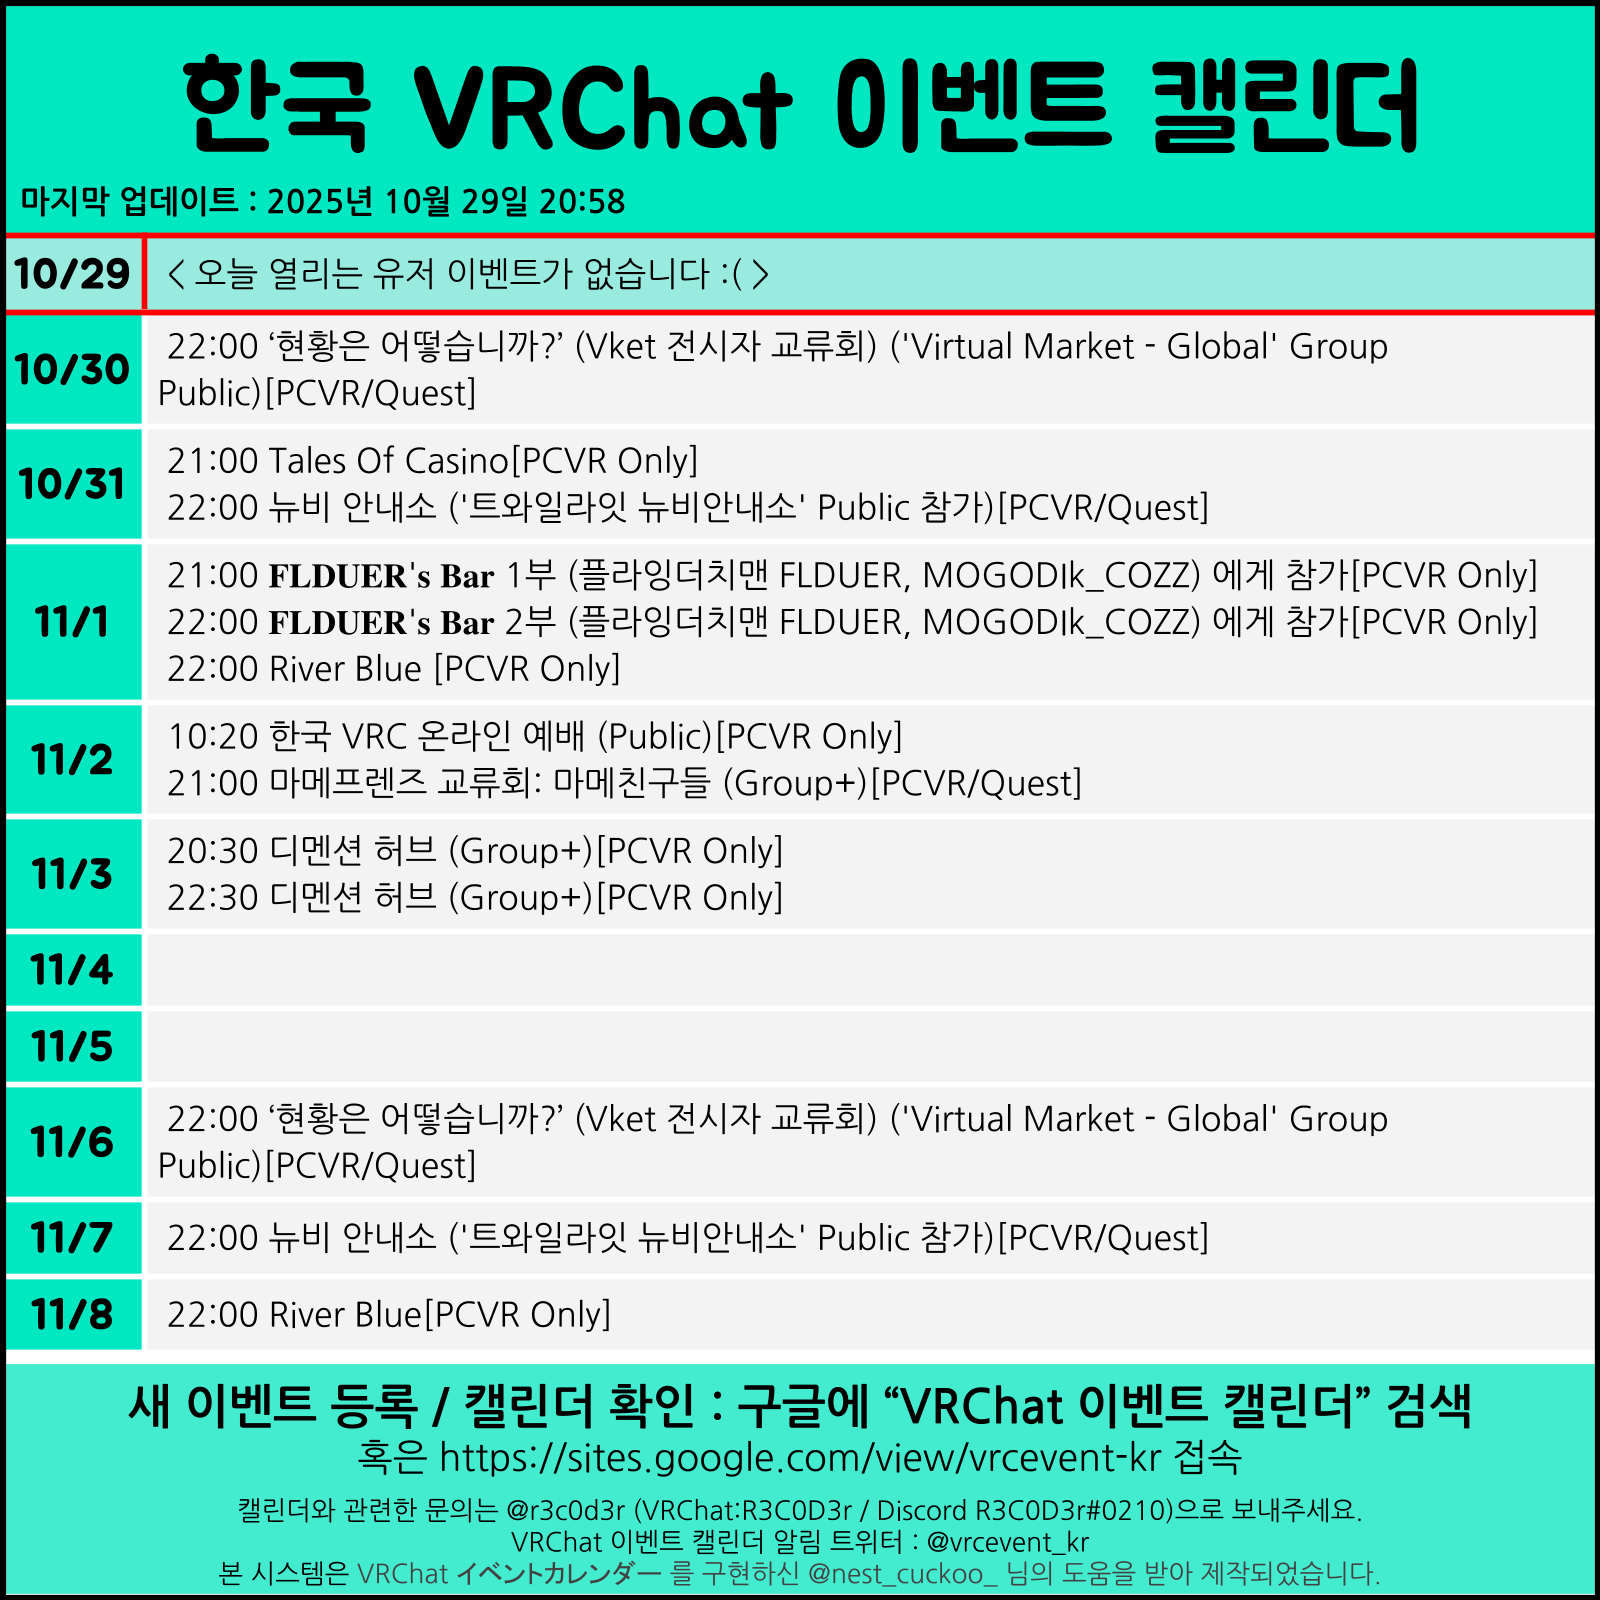 한국 VRChat 이벤트 캘린더
마지막 업데이트 : 2025년 10월 29일 20:58
10/29
< 오늘 열리는 유저 이벤트가 없습니다 :( >
10/30
22:00 ‘현황은 어떻습니까?’ (Vket 전시자 교류회) ('Virtual Market - Global' Group
Public)[PCVR/Quest]
10/31
21:00 Tales Of Casino[PCVR Only]
22:00 뉴비 안내소 ('트와일라잇 뉴비안내소' Public 참가)[PCVR/Quest]
11/1
21:00 FLDUER's Bar 1부 (플라잉더치맨 FLDUER, MOGODIk_COZZ) 에게 참가[PCVR Only]
22:00 FLDUER's Bar 2부 (플라잉더치맨 FLDUER, MOGODIk_COZZ) 에게 참가[PCVR Only]
22:00 River Blue [PCVR Only]
11/2
10:20 한국 VRC 온라인 예배 (Public)[PCVR Only]
21:00 마메프렌즈 교류회: 마메친구들 (Group+)[PCVR/Quest]
11/3
20:30 디멘션 허브 (Group+)[PCVR Only]
22:30 디멘션 허브 (Group+)[PCVR Only]
11/4
11/5
11/6
22:00 ‘현황은 어떻습니까?’ (Vket 전시자 교류회) ('Virtual Market - Global' Group
Public)[PCVR/Quest]
11/7
22:00 뉴비 안내소 ('트와일라잇 뉴비안내소' Public 참가)[PCVR/Quest]
11/8
22:00 River Blue[PCVR Only]
새 이벤트 등록 / 캘린더 확인 : 구글에 “VRChat 이벤트 캘린더” 검색
혹은 https://sites.google.com/view/vrcevent-kr 접속
캘린더와 관련한 문의는 @r3c0d3r (VRChat:R3C0D3r / Discord R3C0D3r#0210)으로 보내주세요.
VRChat 이벤트 캘린더 알림 트위터 : @vrcevent_kr
본 시스템은 VRChat イベントカレンダー 를 구현하신 @nest_cuckoo_ 님의 도움을 받아 제작되었습니다.